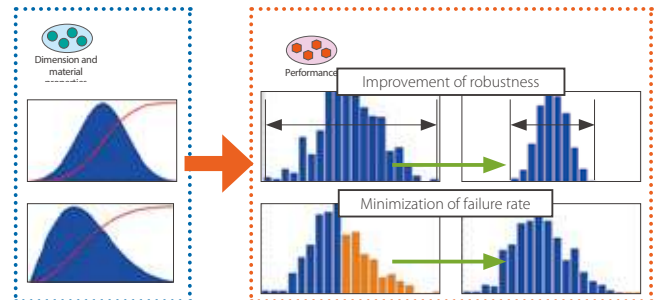 Dimension and
material
Performance
Improvement of robustness
Minimization of failure rate